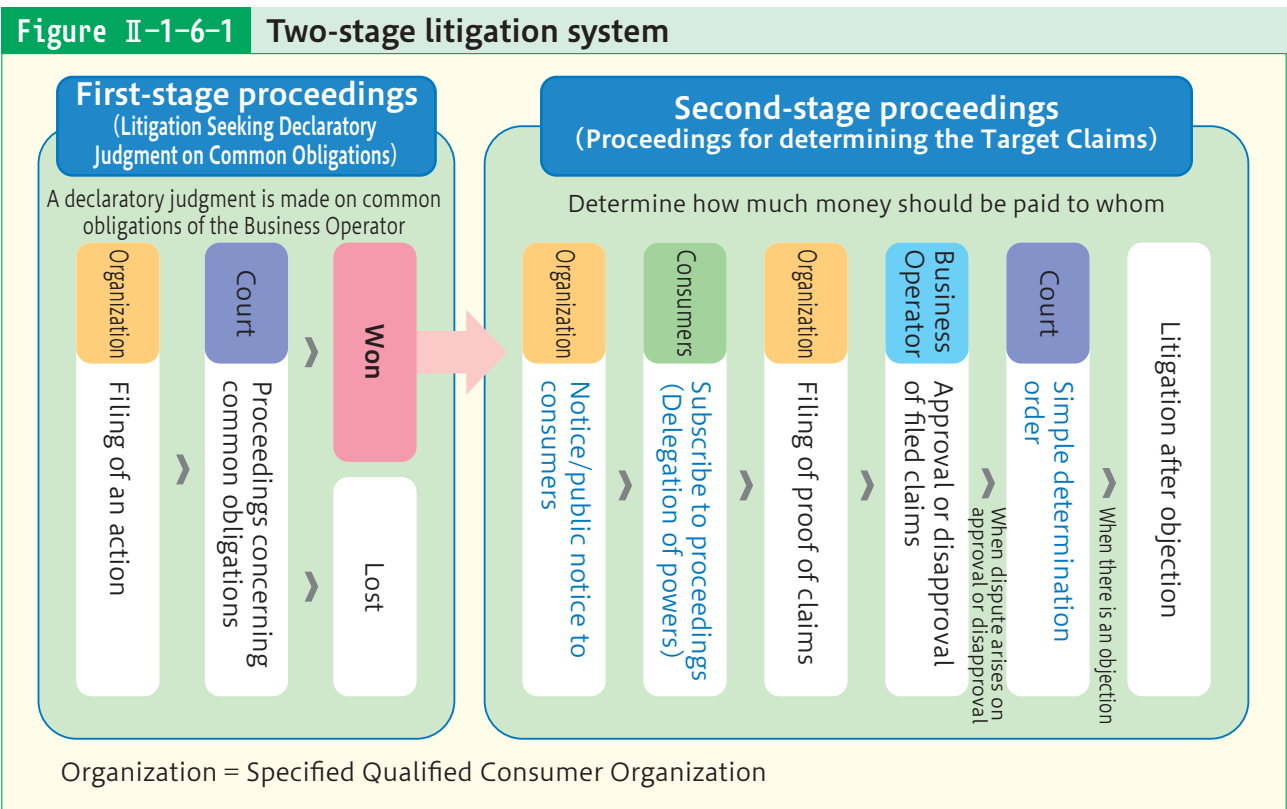 Figure Ⅱ-1-6-1 Two-stage litigation system
First-stage proceedings
(Litigation Seeking Declaratory
Judgment on Common Obligations)
A declaratory judgment is made on common
obligations of the Business Operator
Organization
Filing of an action
Court
Proceedings concerning
common obligations
Won
Lost
Second-stage proceedings
(Proceedings for determining the Target Claims)
Determine how much money should be paid to whom
Organization
Notice/public notice to
consumers
Consumers
Subscribe to proceedings
(Delegation of powers)
Organization
Filing of proof of claims
Business
Operator
Approval or disapproval
of filed claims
When dispute arises on
approval or disapproval
Court
Simple determination
order
When there is an objection
Litigation after objection
Organization = Specified Qualified Consumer Organization